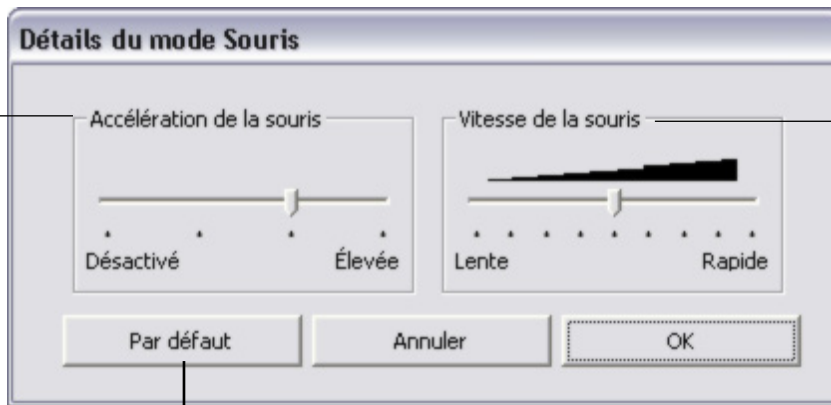 Détails du mode Souris
Accélération de la souris
Désactivé Élevée
Vitesse de la souris
Lente Rapide
Par défaut Annuler OK